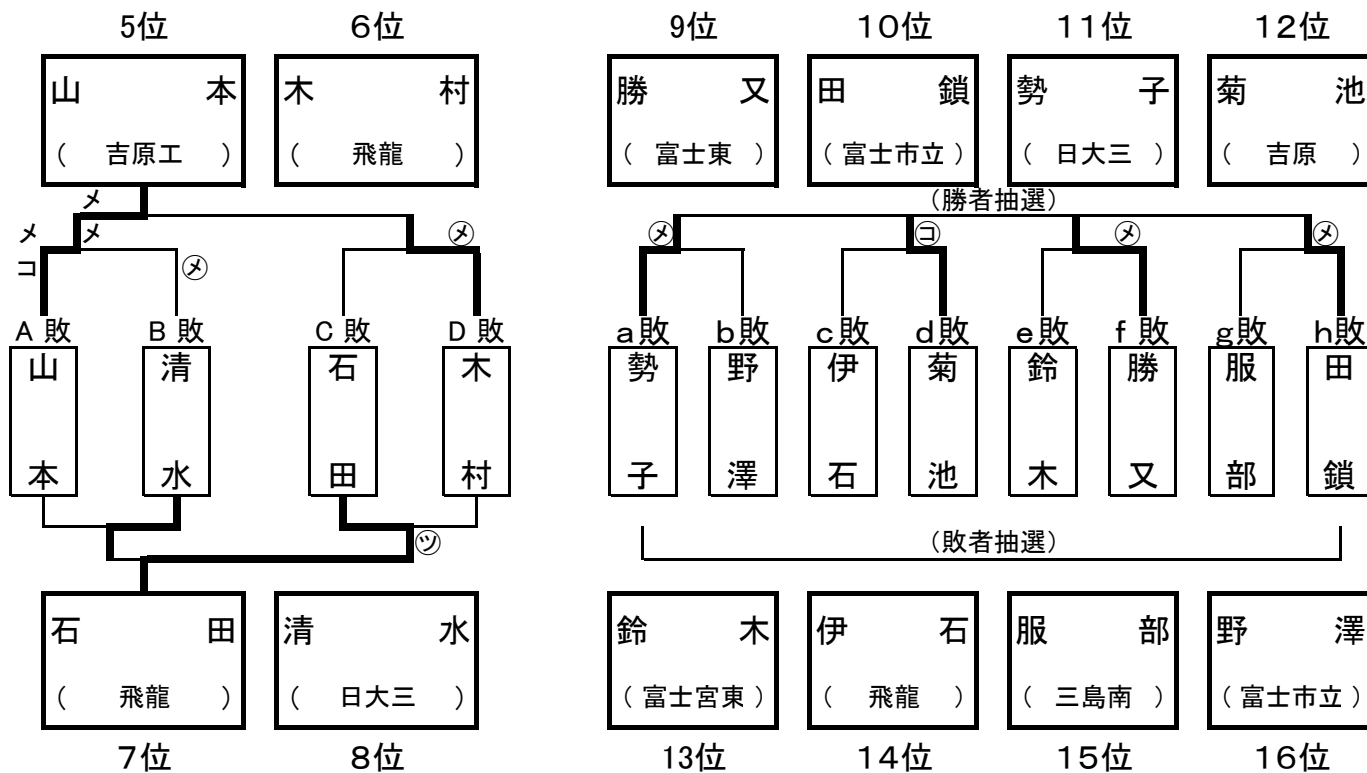 5位 6位 9位 10位 11位 12位
山本 木村 勝又 田鎖 勢子 菊池
(吉原工) (飛龍) (富士東) (富士市立) (日大三) (吉原)
(勝者抽選)
メ
メ メ ㋱ ㋱ ㋙ ㋱ ㋱
コ ㋱
A敗 B敗 C敗 D敗 a敗 b敗 c敗 d敗 e敗 f敗 g敗 h敗
山本 清水 石田 木村 勢子 野澤 伊石 菊池 鈴木 勝又 服部 田鎖
㋡ (敗者抽選)
石田 清水 鈴木 伊石 服部 野澤
(飛龍) (日大三) (富士宮東) (飛龍) (三島南) (富士市立)
7位 8位 13位 14位 15位 16位